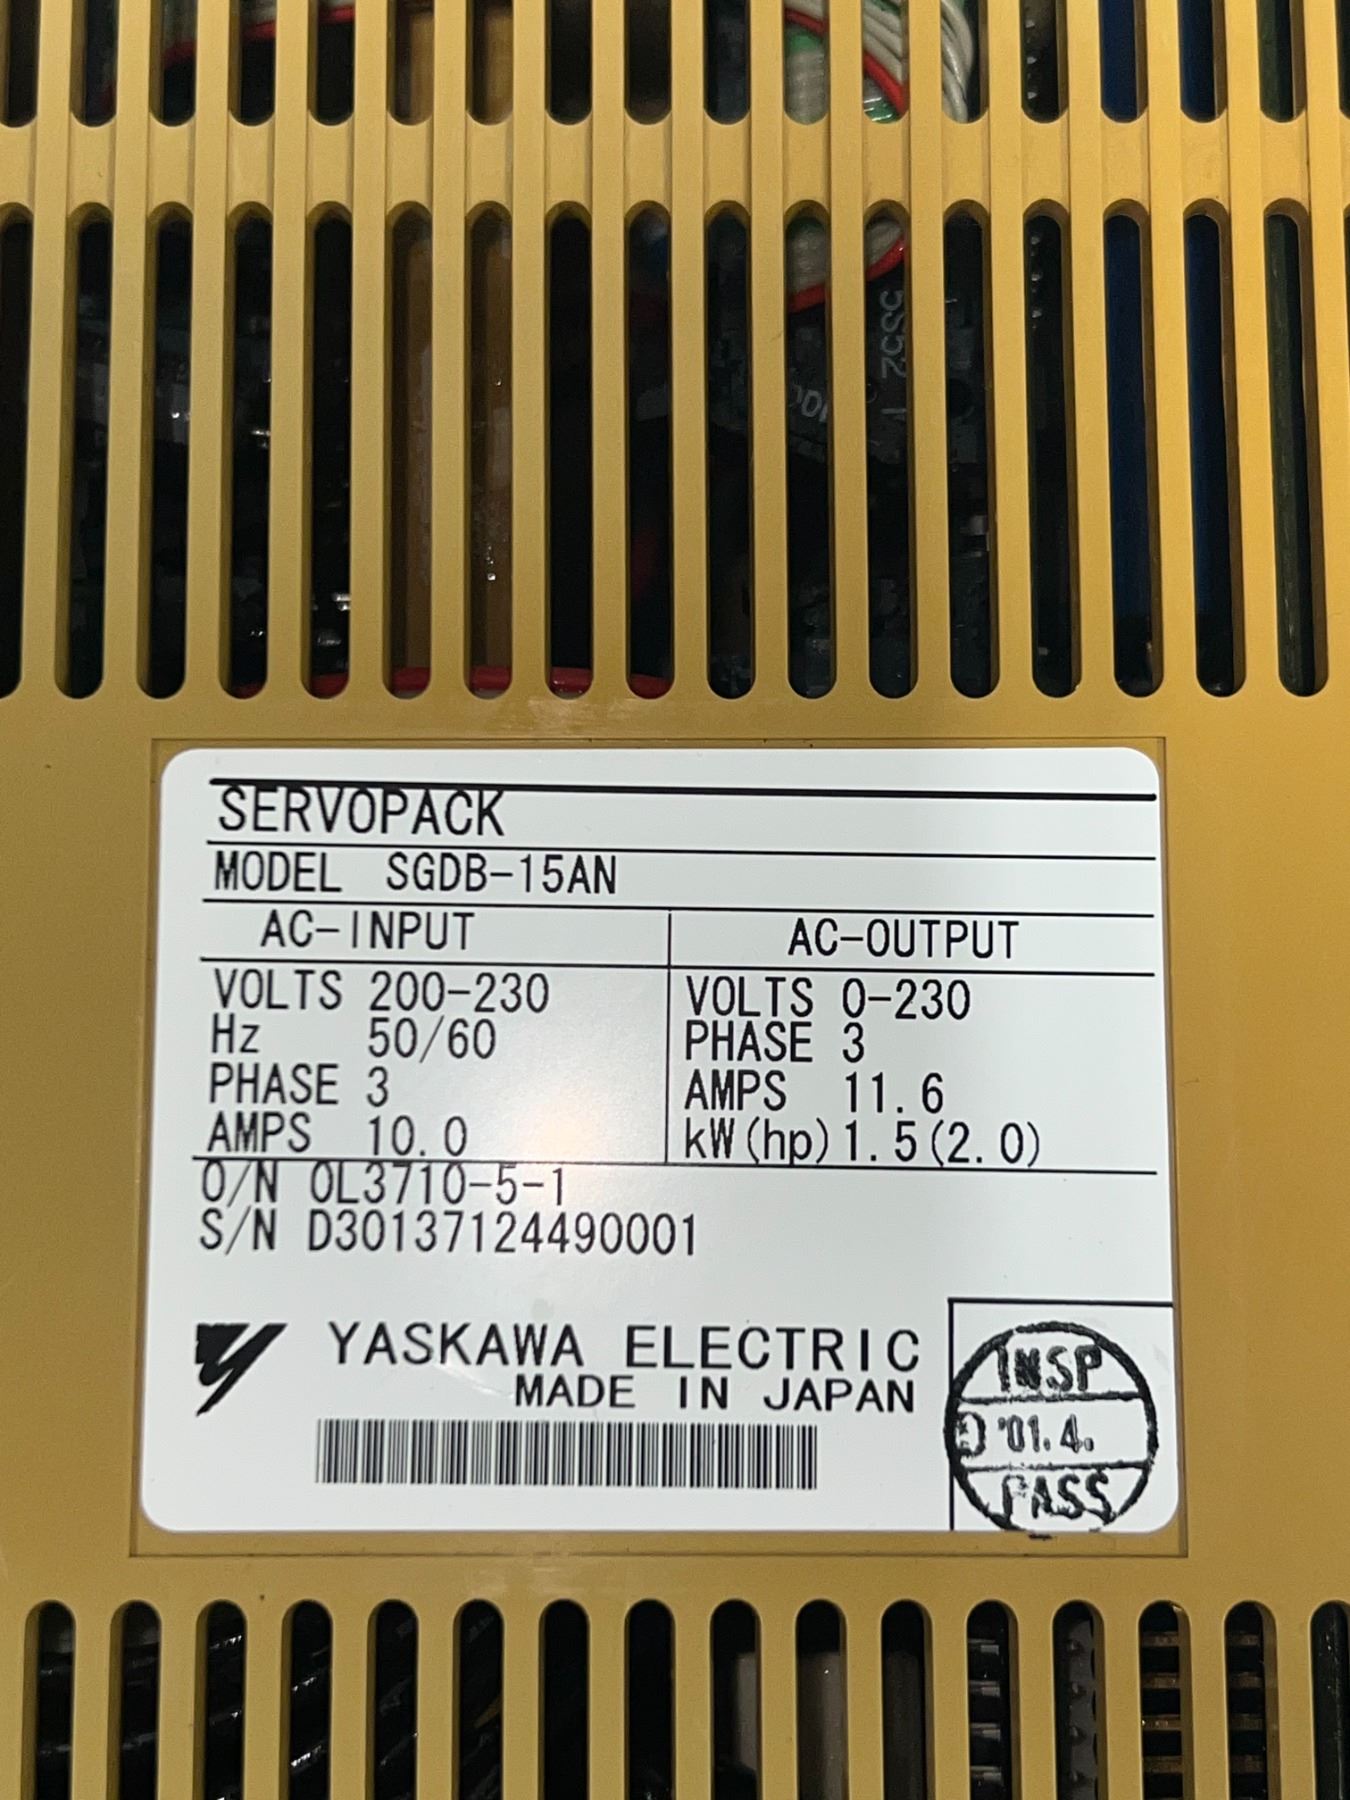 5S52
SERVOPACK
MODEL SGDB-15AN
AC-INPUT AC-OUTPUT
VOLTS 200-230 VOLTS 0-230
Hz 50/60 PHASE 3
PHASE 3 AMPS 11.6
AMPS 10.0 kW(hp)1.5(2.0)
O/N 0L3710-5-1
S/N D30137124490001
YASKAWA ELECTRIC
MADE IN JAPAN
INSP
'01.4.
PASS